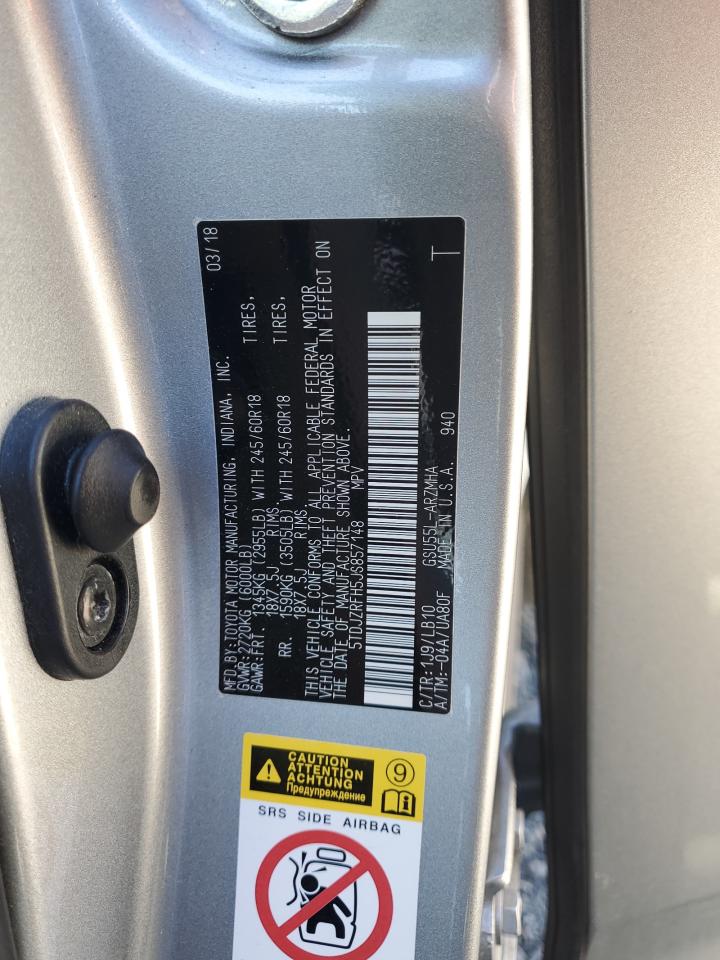 MFD.BY:TOYOTA MOTOR MANUFACTURING, INDIANA, INC. 03/18
GVWR:2720KG (6000LB)
GAWR:FRT. 1345KG (2955LB) WITH 245/60R18 TIRES,
18X7.5J RIMS,
RR. 1590KG (3505LB) WITH 245/60R18 TIRES,
18X7.5J RIMS,
THIS VEHICLE CONFORMS TO ALL APPLICABLE FEDERAL MOTOR
VEHICLE SAFETY AND THEFT PREVENTION STANDARDS IN EFFECT ON
THE DATE OF MANUFACTURE SHOWN ABOVE.
5TDJZRFH5JS857148 MPV
C/TR:1J9/LB10 GSU55L-ARZMHA
A/TM:-04A/UA80F MADE IN U.S.A. 940 T
CAUTION
ATTENTION
ACHTUNG
Предупреждение
9
SRS SIDE AIRBAG